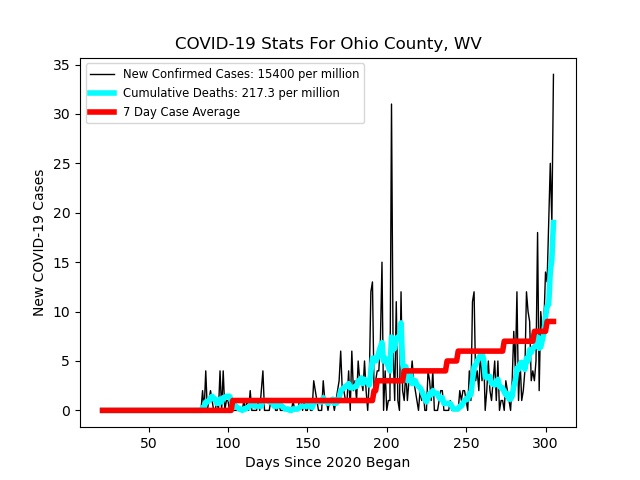 COVID-19 Stats For Ohio County, WV
New Confirmed Cases: 15400 per million
Cumulative Deaths: 217.3 per million
7 Day Case Average
New COVID-19 Cases
35
30
25
20
15
10
5
0
50 100 150 200 250 300
Days Since 2020 Began